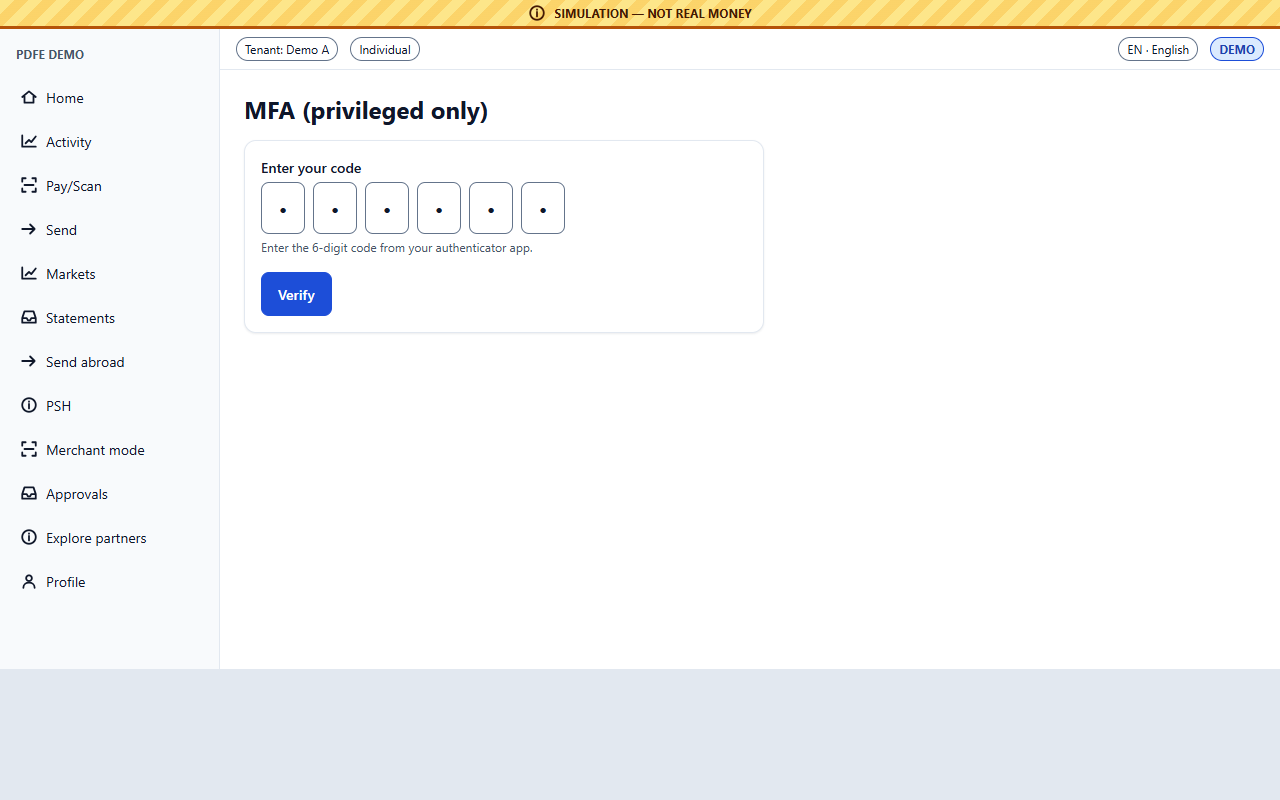 SIMULATION — NOT REAL MONEY
PDFE DEMO
Tenant: Demo A
Individual
EN · English
DEMO
Home
Activity
Pay/Scan
Send
Markets
Statements
Send abroad
PSH
Merchant mode
Approvals
Explore partners
Profile
MFA (privileged only)
Enter your code
• • • • • •
Enter the 6-digit code from your authenticator app.
Verify